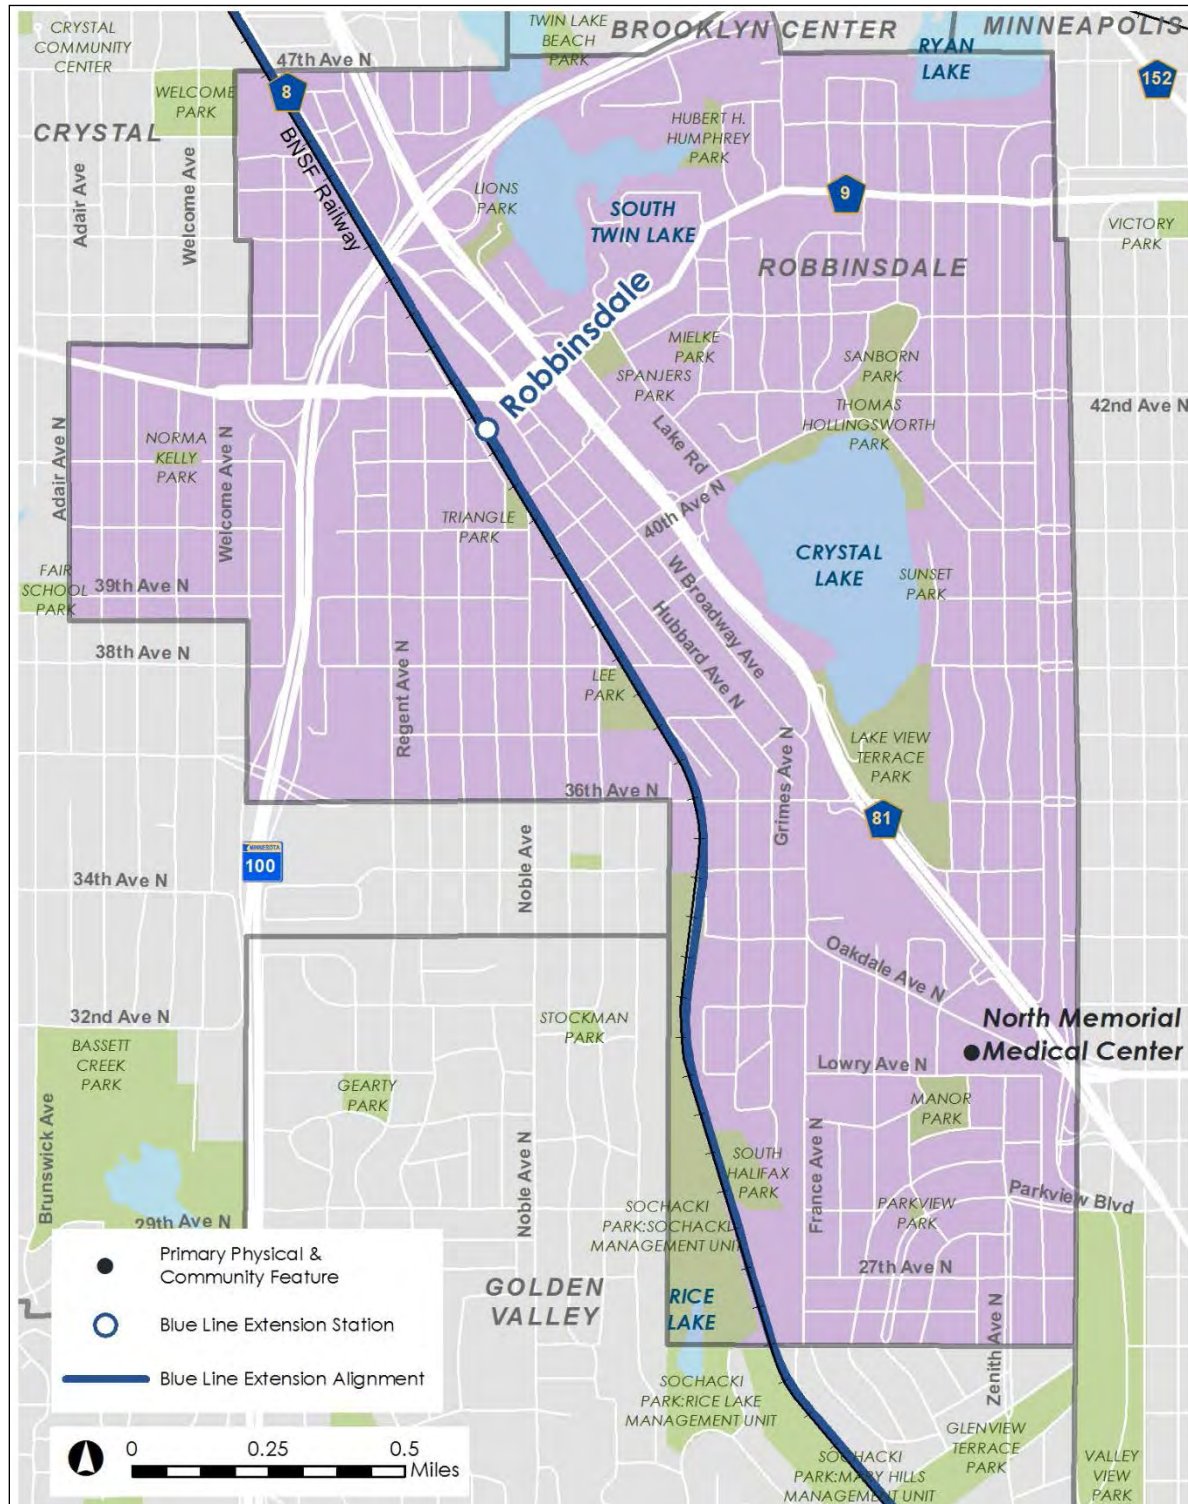 CRYSTAL
COMMUNITY
CENTER
TWIN LAKE
BEACH
PARK
BROOKLYN CENTER
MINNEAPOLIS
RYAN
LAKE
47th Ave N
8
152
WELCOME
PARK
CRYSTAL
BNSF Railway
HUBERT H.
HUMPHREY
PARK
Adair Ave
Welcome Ave
LIONS
PARK
SOUTH
TWIN LAKE
9
VICTORY
PARK
ROBBINSDALE
Robbinsdale
MIELKE
PARK
SANBORN
PARK
SPANJERS
PARK
THOMAS
HOLLINGSWORTH
PARK
42nd Ave N
Adair Ave N
NORMA
KELLY
PARK
Welcome Ave N
Lake Rd
40th Ave N
TRIANGLE
PARK
CRYSTAL
LAKE
SUNSET
PARK
FAIR
SCHOOL
PARK
39th Ave N
W Broadway Ave
Hubbard Ave N
38th Ave N
Regent Ave N
LEE
PARK
LAKE VIEW
TERRACE
PARK
36th Ave N
Grimes Ave N
81
MINNESOTA
100
34th Ave N
Noble Ave
Oakdale Ave N
32nd Ave N
BASSETT
CREEK
PARK
STOCKMAN
PARK
North Memorial
Medical Center
Lowry Ave N
GEARTY
PARK
MANOR
PARK
Brunswick Ave
Noble Ave N
SOUTH
HALIFAX
PARK
France Ave N
Parkview Blvd
PARKVIEW
PARK
SOCHACKI
PARK:SOCHACKI
MANAGEMENT UNIT
29th Ave N
27th Ave N
GOLDEN
VALLEY
RICE
LAKE
Zenith Ave N
SOCHACKI
PARK:RICE LAKE
MANAGEMENT UNIT
GLENVIEW
TERRACE
PARK
SOCHACKI
PARK:MARY HILLS
MANAGEMENT UNIT
VALLEY
VIEW
PARK
Primary Physical &
Community Feature
Blue Line Extension Station
Blue Line Extension Alignment
0 0.25 0.5
Miles